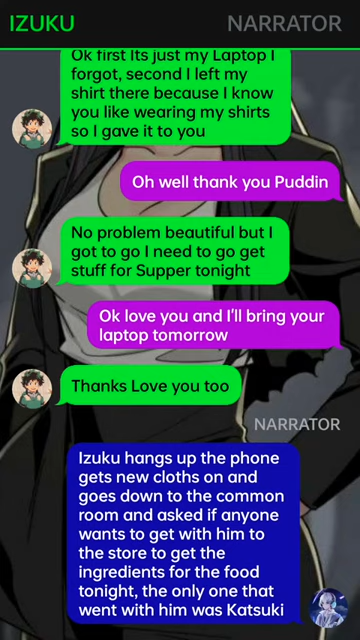 IZUKU NARRATOR
Ok first Its just my Laptop I
forgot, second I left my
shirt there because I know
you like wearing my shirts
so I gave it to you
Oh well thank you Puddin
No problem beautiful but I
got to go I need to go get
stuff for Supper tonight
Ok love you and I'll bring your
laptop tomorrow
Thanks Love you too
NARRATOR
Izuku hangs up the phone
gets new cloths on and
goes down to the common
room and asked if anyone
wants to get with him to
the store to get the
ingredients for the food
tonight, the only one that
went with him was Katsuki